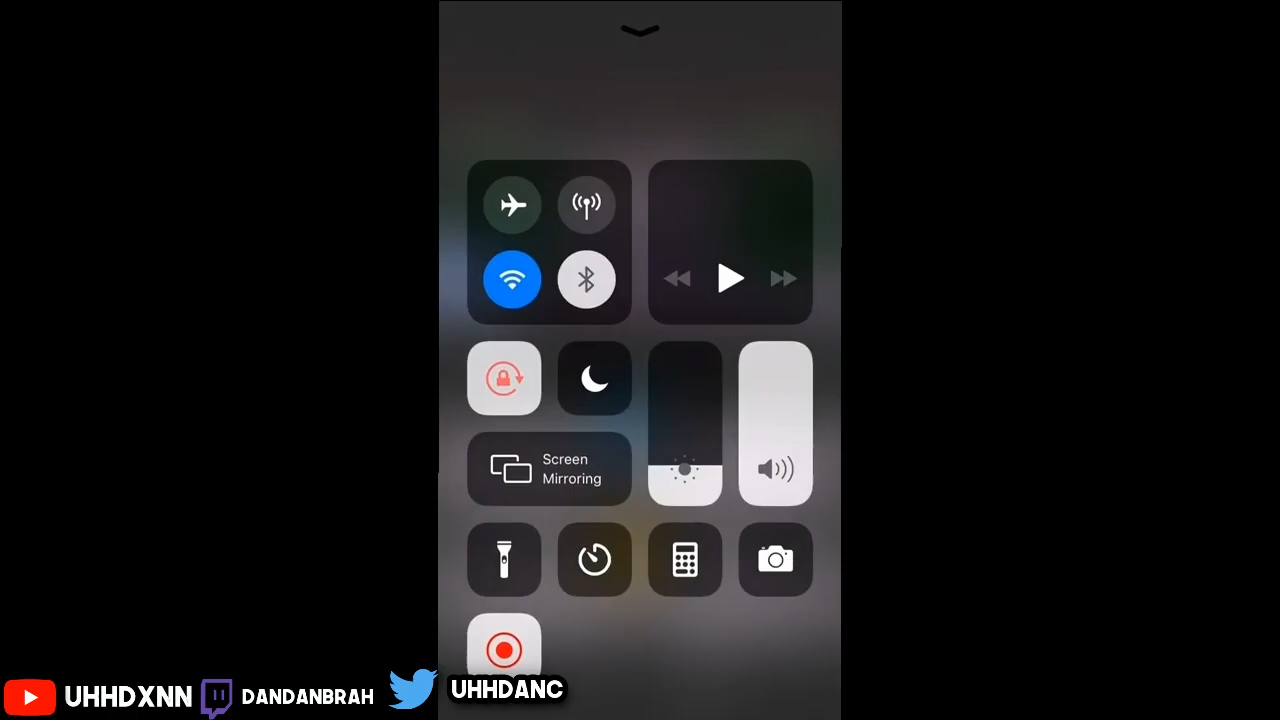 Screen
Mirroring
UHHDXNN
DANDANBRAH
UHHDANC